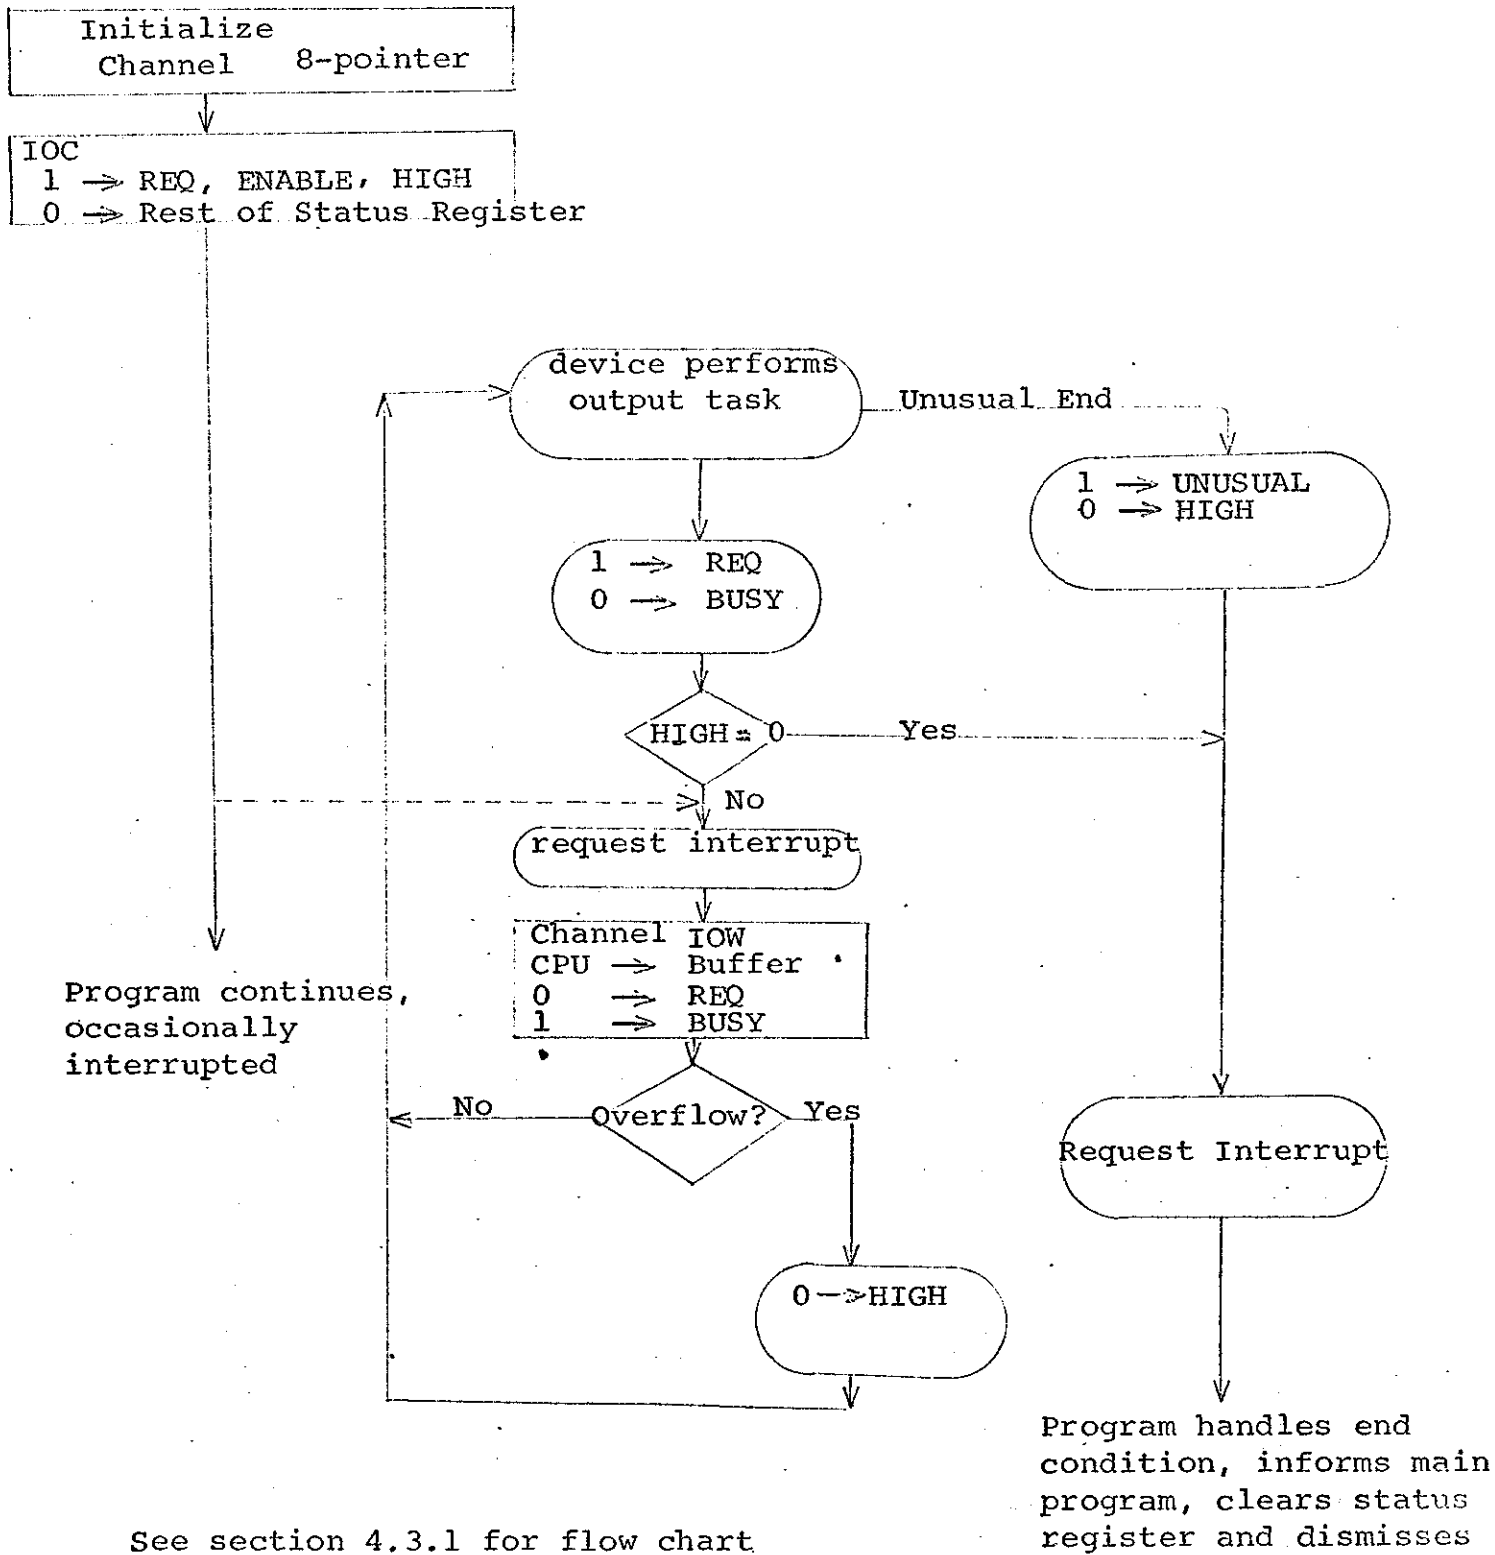 Initialize
Channel 8-pointer
IOC
1 → REQ, ENABLE, HIGH
0 → Rest of Status Register
device performs
output task
Unusual End
1 → UNUSUAL
0 → HIGH
1 → REQ
0 → BUSY
HIGH = 0
Yes
No
request interrupt
Channel IOW
CPU → Buffer
0 → REQ
1 → BUSY
Program continues,
occasionally
interrupted
No
Overflow?
Yes
Request Interrupt
0 → HIGH
Program handles end
condition, informs main
program, clears status
register and dismisses
See section 4.3.1 for flow chart